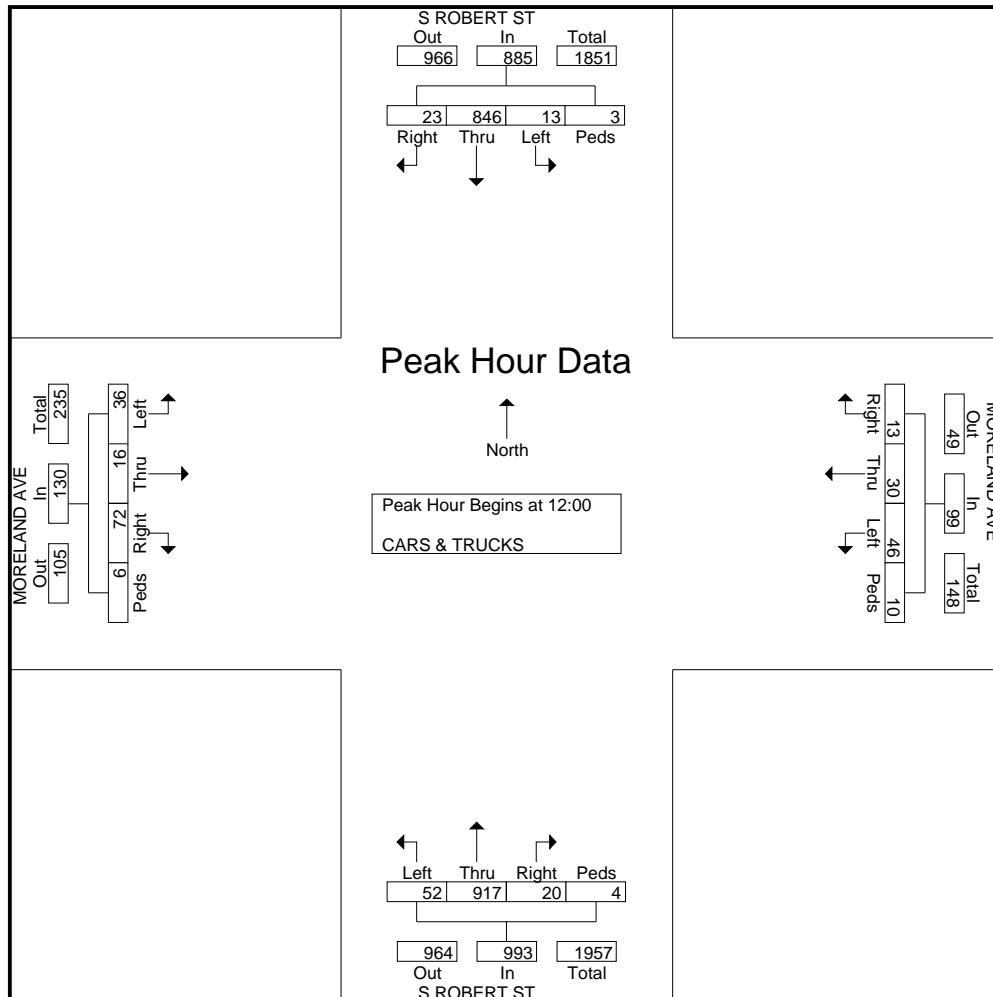 S ROBERT ST
Out In Total
966 885 1851
23 846 13 3
Right Thru Left Peds
Peak Hour Data
North
Peak Hour Begins at 12:00
CARS & TRUCKS
MORELAND AVE
Total In Out
235 130 105
36 16 72 6
Left Thru Right Peds
Right Thru Left Peds
13 30 46 10
49 99 148
Out In Total
MORELAND AVE
Left Thru Right Peds
52 917 20 4
964 993 1957
Out In Total
S ROBERT ST